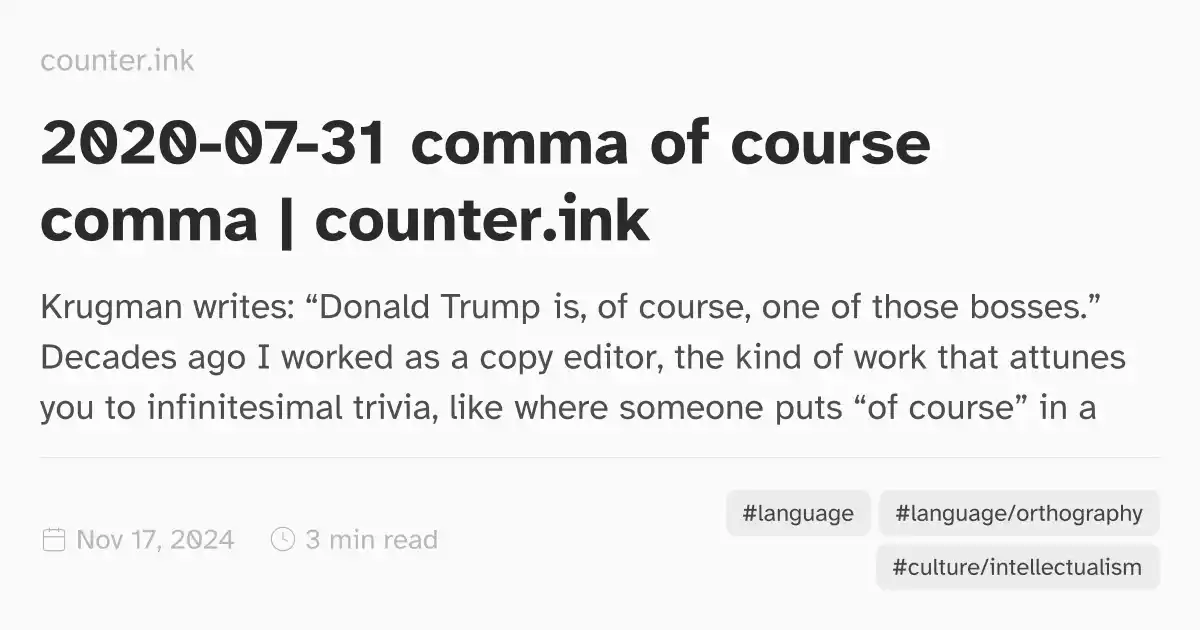 counter.ink
2020-07-31 comma of course
comma | counter.ink
Krugman writes: “Donald Trump is, of course, one of those bosses.”
Decades ago I worked as a copy editor, the kind of work that attunes
you to infinitesimal trivia, like where someone puts “of course” in a
#language #language/orthography
Nov 17, 2024 3 min read
#culture/intellectualism